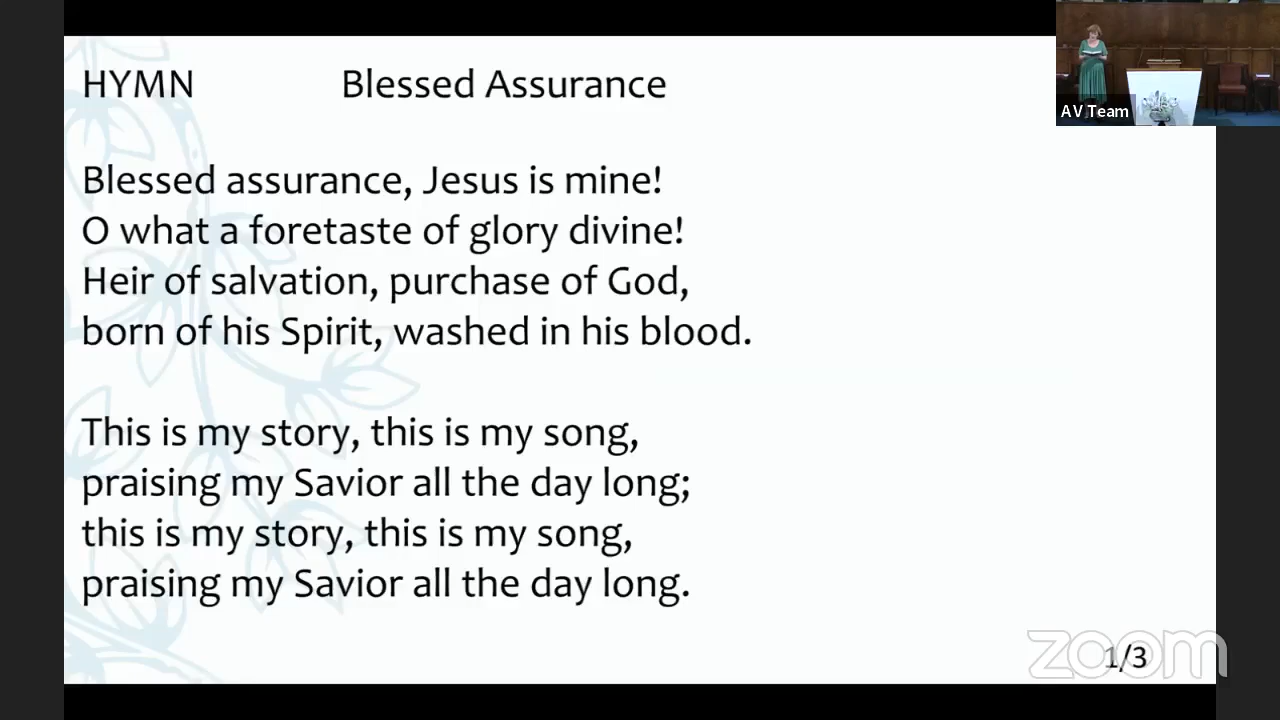 HYMN Blessed Assurance
Blessed assurance, Jesus is mine!
O what a foretaste of glory divine!
Heir of salvation, purchase of God,
born of his Spirit, washed in his blood.
This is my story, this is my song,
praising my Savior all the day long;
this is my story, this is my song,
praising my Savior all the day long.
AV Team
zoom
1/3